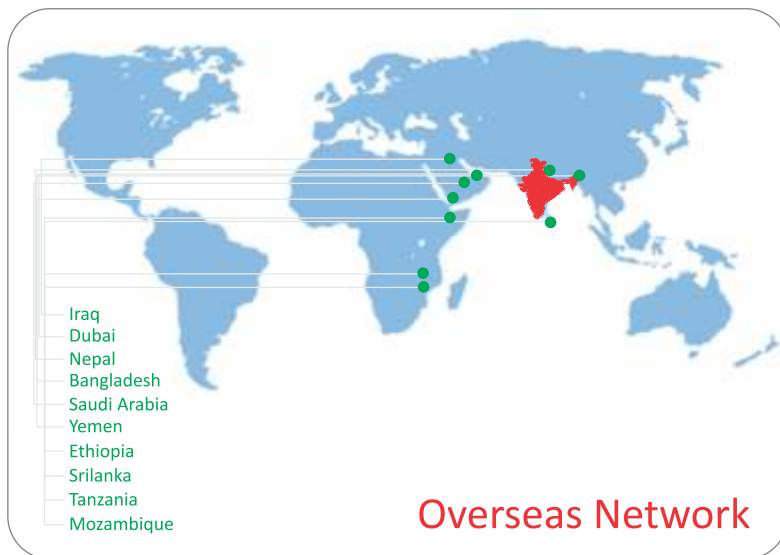 Iraq
Dubai
Nepal
Bangladesh
Saudi Arabia
Yemen
Ethiopia
Srilanka
Tanzania
Mozambique
Overseas Network